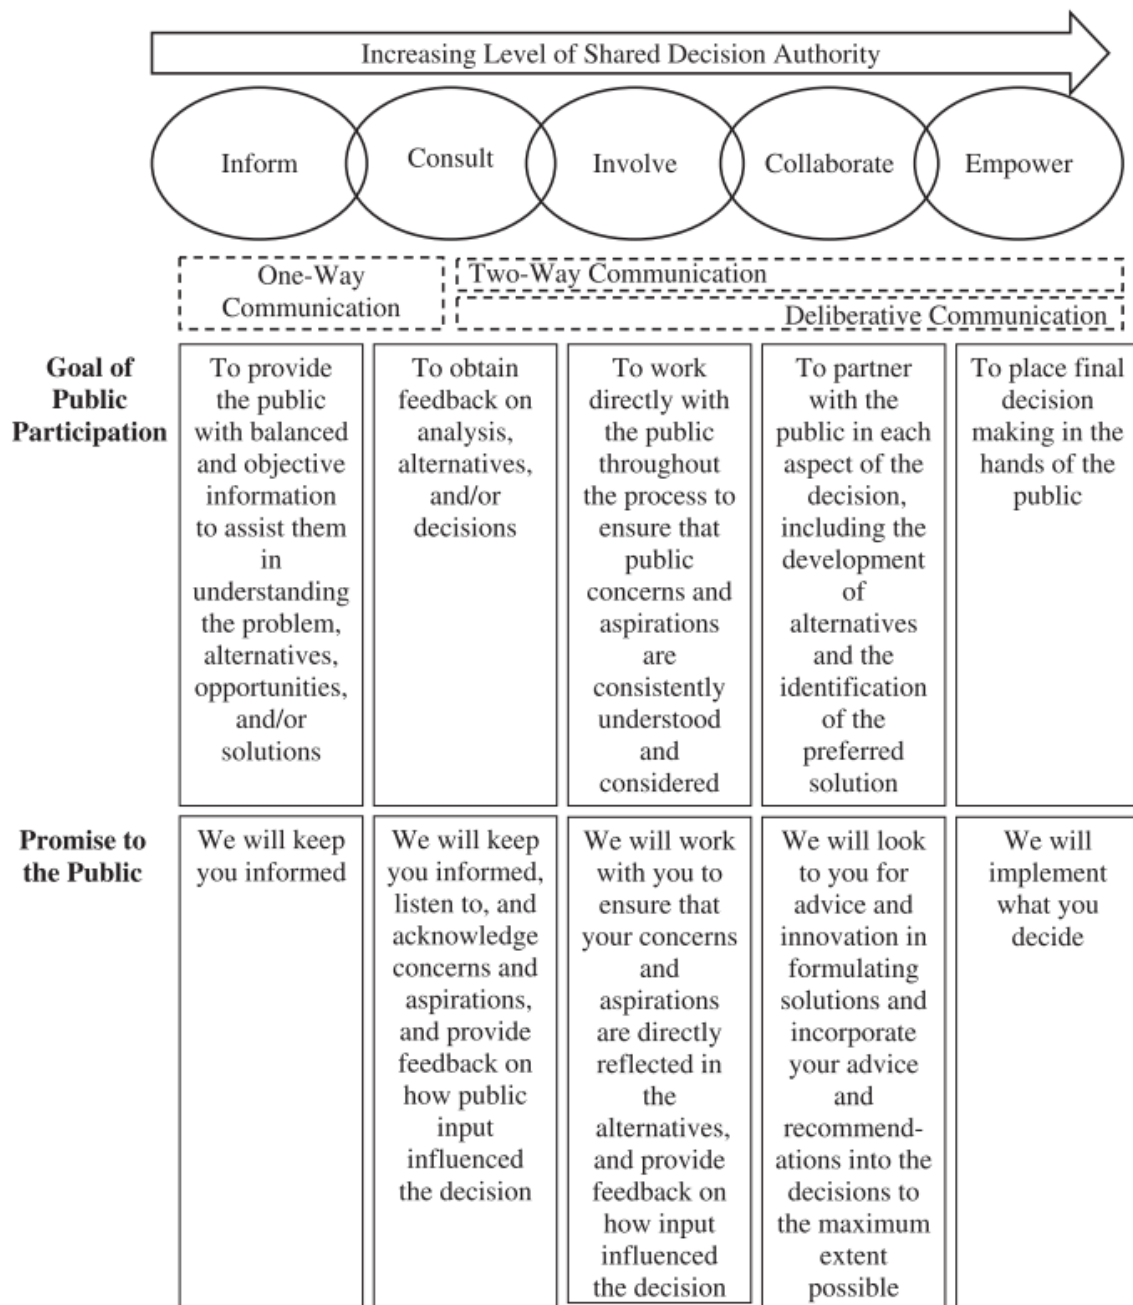 Increasing Level of Shared Decision Authority
Inform
Consult
Involve
Collaborate
Empower
One-Way
Communication
Two-Way Communication
Deliberative Communication
Goal of
Public
Participation
To provide
the public
with balanced
and objective
information
to assist them
in
understanding
the problem,
alternatives,
opportunities,
and/or
solutions
To obtain
feedback on
analysis,
alternatives,
and/or
decisions
To work
directly with
the public
throughout
the process to
ensure that
public
concerns and
aspirations
are
consistently
understood
and
considered
To partner
with the
public in each
aspect of the
decision,
including the
development
of
alternatives
and the
identification
of the
preferred
solution
To place final
decision
making in the
hands of the
public
Promise to
the Public
We will keep
you informed
We will keep
you informed,
listen to, and
acknowledge
concerns and
aspirations,
and provide
feedback on
how public
input
influenced
the decision
We will work
with you to
ensure that
your concerns
and
aspirations
are directly
reflected in
the
alternatives,
and provide
feedback on
how input
influenced
the decision
We will look
to you for
advice and
innovation in
formulating
solutions and
incorporate
your advice
and
recommend-
ations into the
decisions to
the maximum
extent
possible
We will
implement
what you
decide